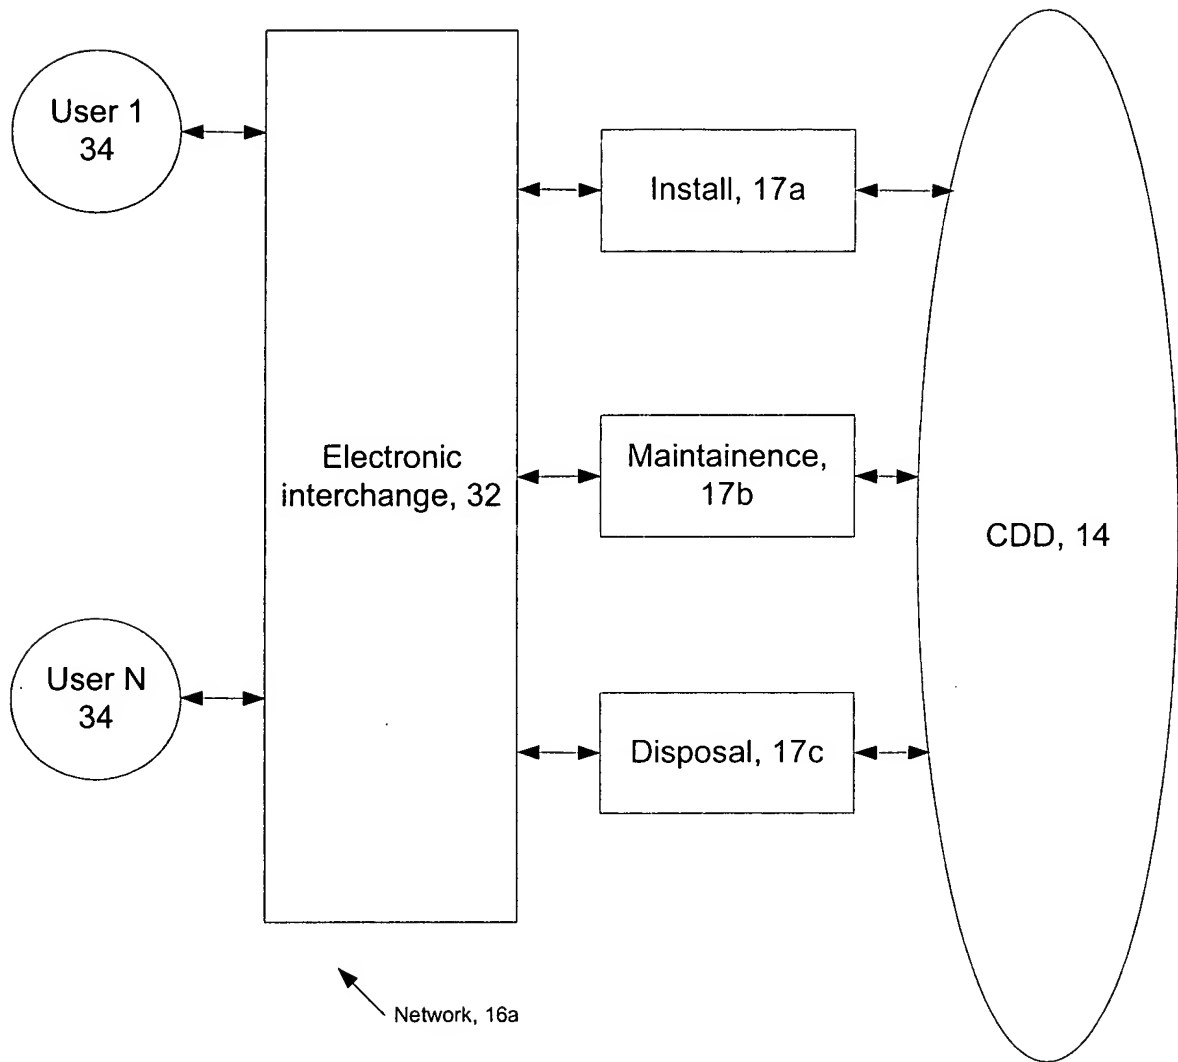 User 1
34
Install, 17a
Electronic
interchange, 32
Maintainence,
17b
CDD, 14
User N
34
Disposal, 17c
Network, 16a